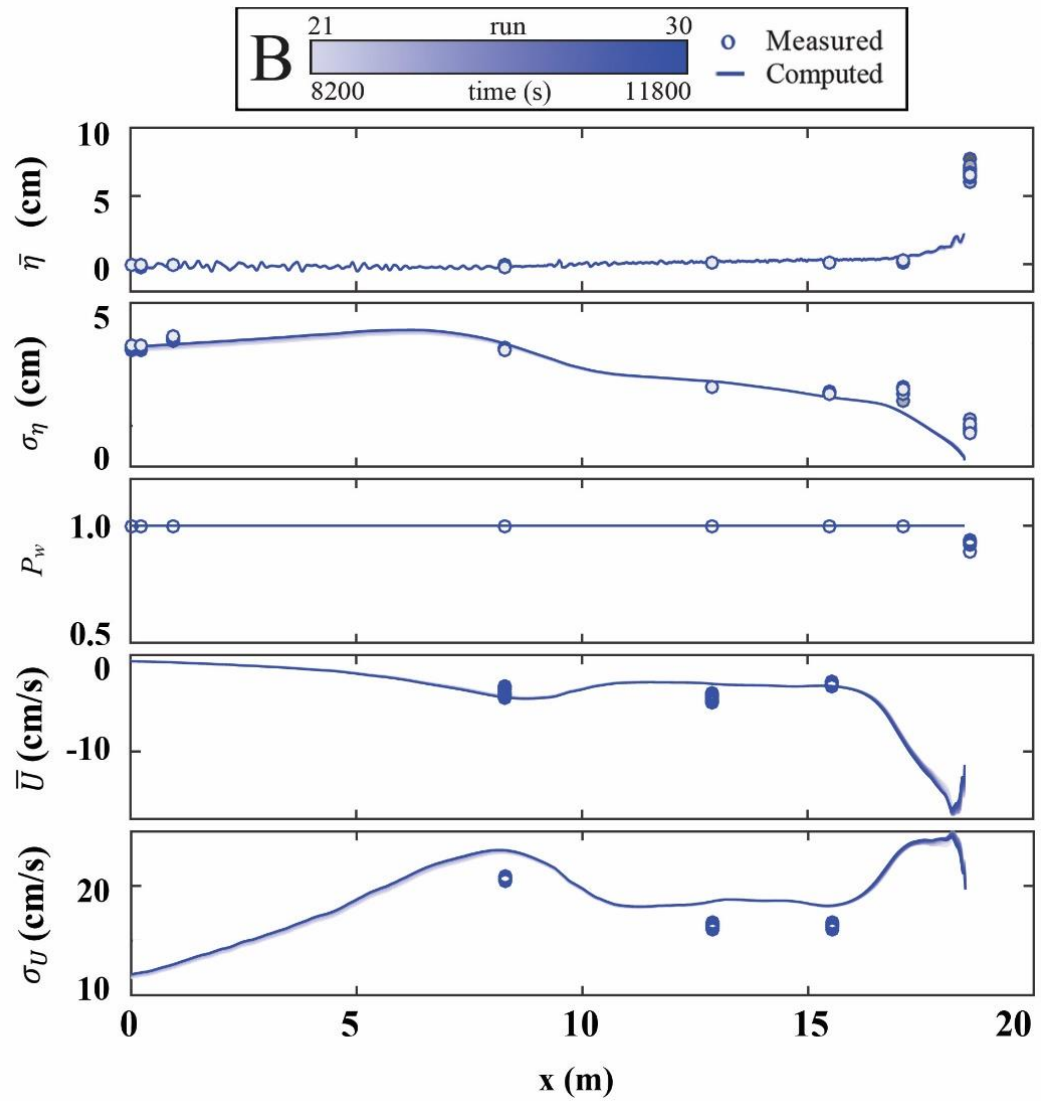 B
21 run 30
8200 time (s) 11800
Measured
Computed
10
5
0
η̄ (cm)
5
0
σ_η (cm)
1.0
0.5
P_w
0
-10
U̅ (cm/s)
20
10
σ_U (cm/s)
0 5 10 15 20
x (m)